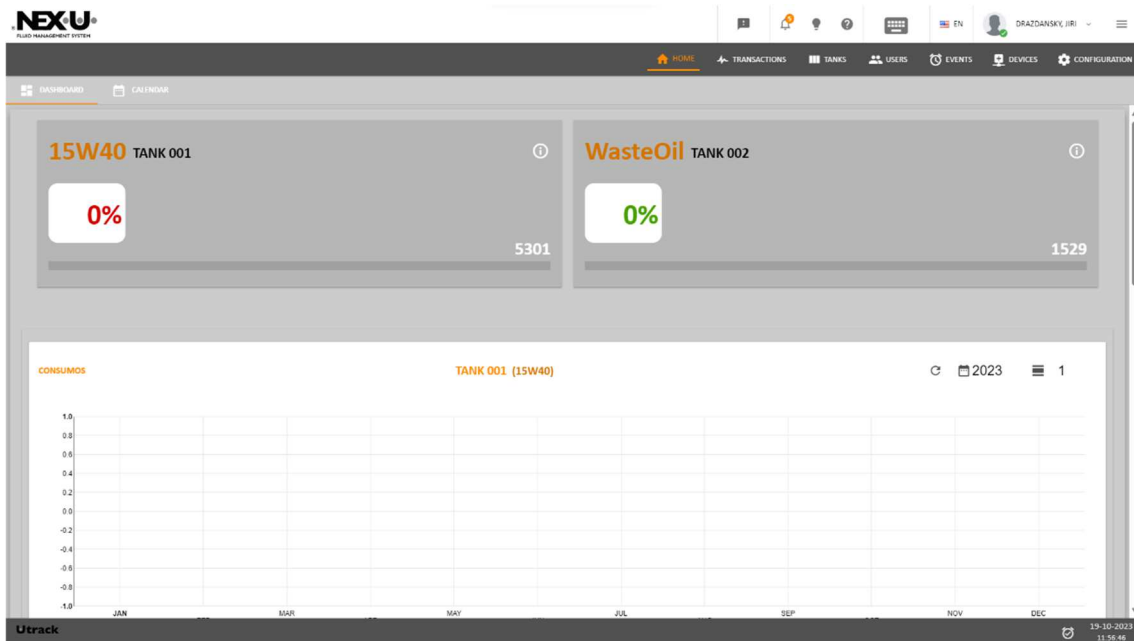 .NEX·U·
FLUID MANAGEMENT SYSTEM
EN
DRAZDANSKY, JIRI
HOME
TRANSACTIONS
TANKS
USERS
EVENTS
DEVICES
CONFIGURATION
DASHBOARD
CALENDAR
15W40 TANK 001
0%
5301
WasteOil TANK 002
0%
1529
CONSUMOS
TANK 001 (15W40)
2023
1
1.0
0.8
0.6
0.4
0.2
0.0
-0.2
-0.4
-0.6
-0.8
-1.0
JAN MAR MAY JUL SEP NOV DEC
Utrack
19-10-2023
11:56:46